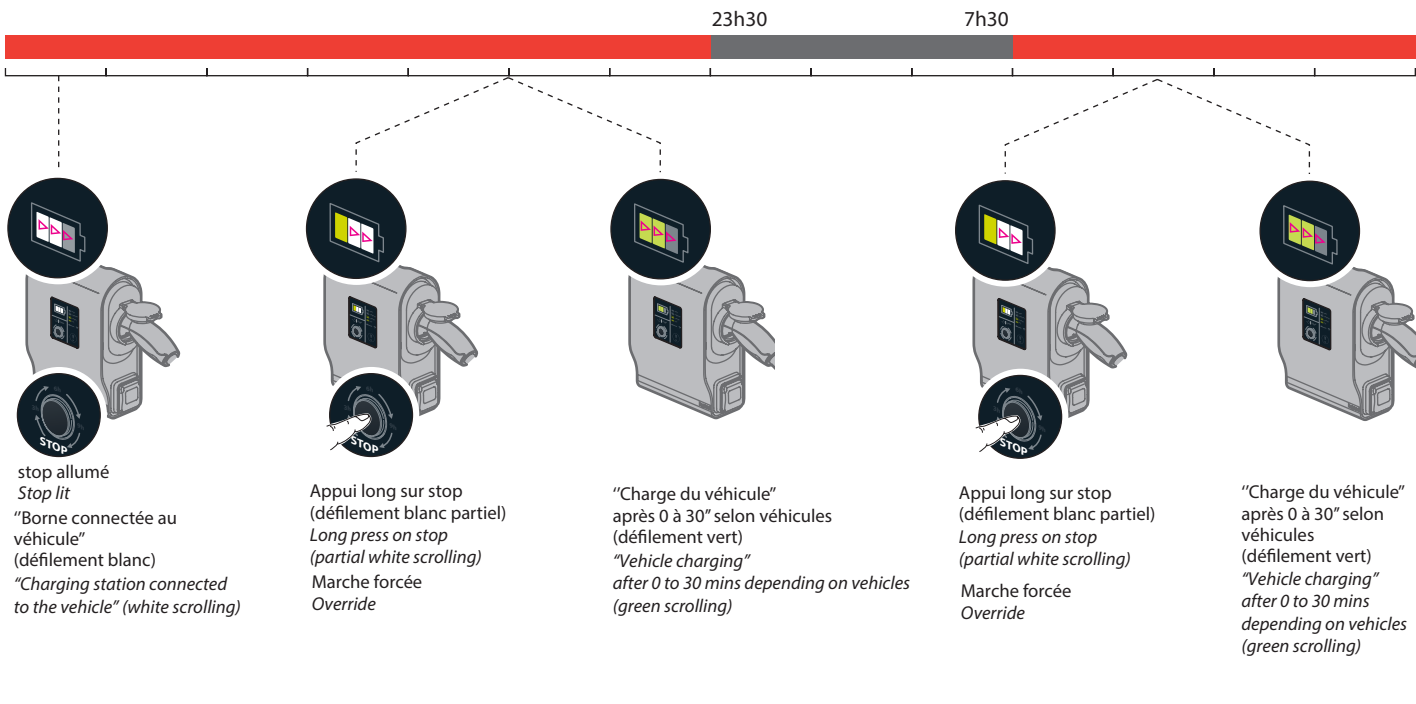 23h30
7h30
STOP
stop allumé
Stop lit
‘‘Borne connectée au
véhicule’’
(défilement blanc)
“Charging station connected
to the vehicle” (white scrolling)
STOP
Appui long sur stop
(défilement blanc partiel)
Long press on stop
(partial white scrolling)
Marche forcée
Override
‘‘Charge du véhicule’’
après 0 à 30’’ selon véhicules
(défilement vert)
“Vehicle charging”
after 0 to 30 mins depending on vehicles
(green scrolling)
STOP
Appui long sur stop
(défilement blanc partiel)
Long press on stop
(partial white scrolling)
Marche forcée
Override
‘‘Charge du véhicule’’
après 0 à 30’’ selon
véhicules
(défilement vert)
“Vehicle charging”
after 0 to 30 mins
depending on vehicles
(green scrolling)